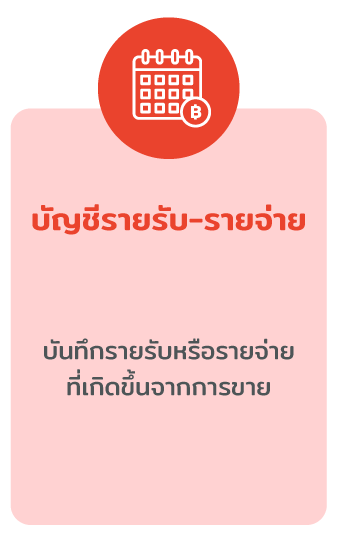 บัญชีรายรับ-รายจ่าย
บันทึกรายรับหรือรายจ่าย
ที่เกิดขึ้นจากการขาย